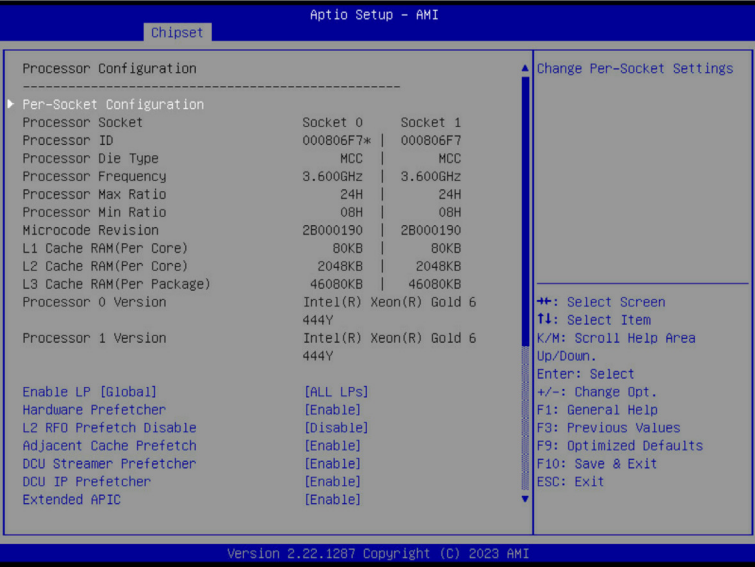 Aptio Setup – AMI
Chipset
Processor Configuration
--------------------------------------------------
Per-Socket Configuration
Processor Socket Socket 0 Socket 1
Processor ID 000806F7* | 000806F7
Processor Die Type MCC | MCC
Processor Frequency 3.600GHz | 3.600GHz
Processor Max Ratio 24H | 24H
Processor Min Ratio 08H | 08H
Microcode Revision 2B000190 | 2B000190
L1 Cache RAM(Per Core) 80KB | 80KB
L2 Cache RAM(Per Core) 2048KB | 2048KB
L3 Cache RAM(Per Package) 46080KB | 46080KB
Processor 0 Version Intel(R) Xeon(R) Gold 6
444Y
Processor 1 Version Intel(R) Xeon(R) Gold 6
444Y
Enable LP [Global] [ALL LPs]
Hardware Prefetcher [Enable]
L2 RFO Prefetch Disable [Disable]
Adjacent Cache Prefetch [Enable]
DCU Streamer Prefetcher [Enable]
DCU IP Prefetcher [Enable]
Extended APIC [Enable]
Change Per-Socket Settings
→←: Select Screen
↑↓: Select Item
K/M: Scroll Help Area
Up/Down.
Enter: Select
+/-: Change Opt.
F1: General Help
F3: Previous Values
F9: Optimized Defaults
F10: Save & Exit
ESC: Exit
Version 2.22.1287 Copyright (C) 2023 AMI